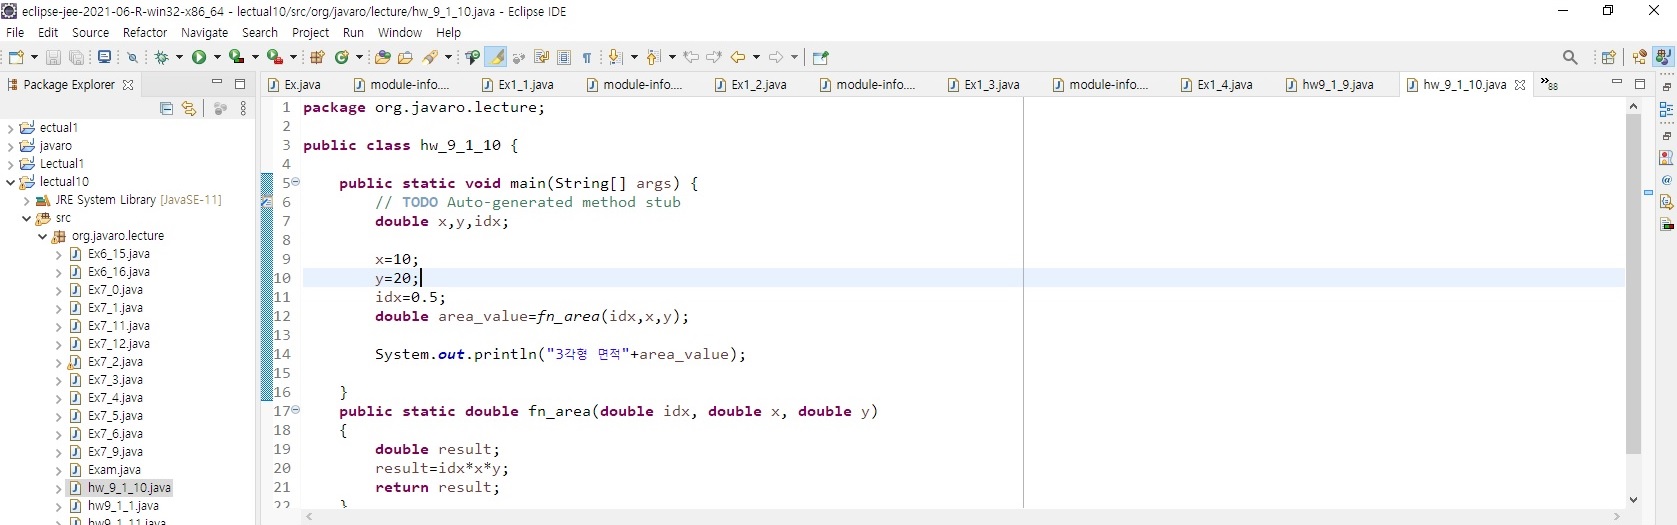 eclipse-jee-2021-06-R-win32-x86_64 - lectual10/src/org/javaro/lecture/hw_9_1_10.java - Eclipse IDE
File Edit Source Refactor Navigate Search Project Run Window Help
Package Explorer
Ex.java module-info.... Ex1_1.java module-info.... Ex1_2.java module-info.... Ex1_3.java module-info.... Ex1_4.java hw9_1_9.java hw_9_1_10.java »88
ectual1
javaro
Lectual1
lectual10
JRE System Library [JavaSE-11]
src
org.javaro.lecture
Ex6_15.java
Ex6_16.java
Ex7_0.java
Ex7_1.java
Ex7_11.java
Ex7_12.java
Ex7_2.java
Ex7_3.java
Ex7_4.java
Ex7_5.java
Ex7_6.java
Ex7_9.java
Exam.java
hw_9_1_10.java
hw9_1_1.java
hw9_1_11.java
1 package org.javaro.lecture;
2
3 public class hw_9_1_10 {
4
5 public static void main(String[] args) {
6 // TODO Auto-generated method stub
7 double x,y,idx;
8
9 x=10;
10 y=20;
11 idx=0.5;
12 double area_value=fn_area(idx,x,y);
13
14 System.out.println("3각형 면적"+area_value);
15
16 }
17 public static double fn_area(double idx, double x, double y)
18 {
19 double result;
20 result=idx*x*y;
21 return result;
22 }